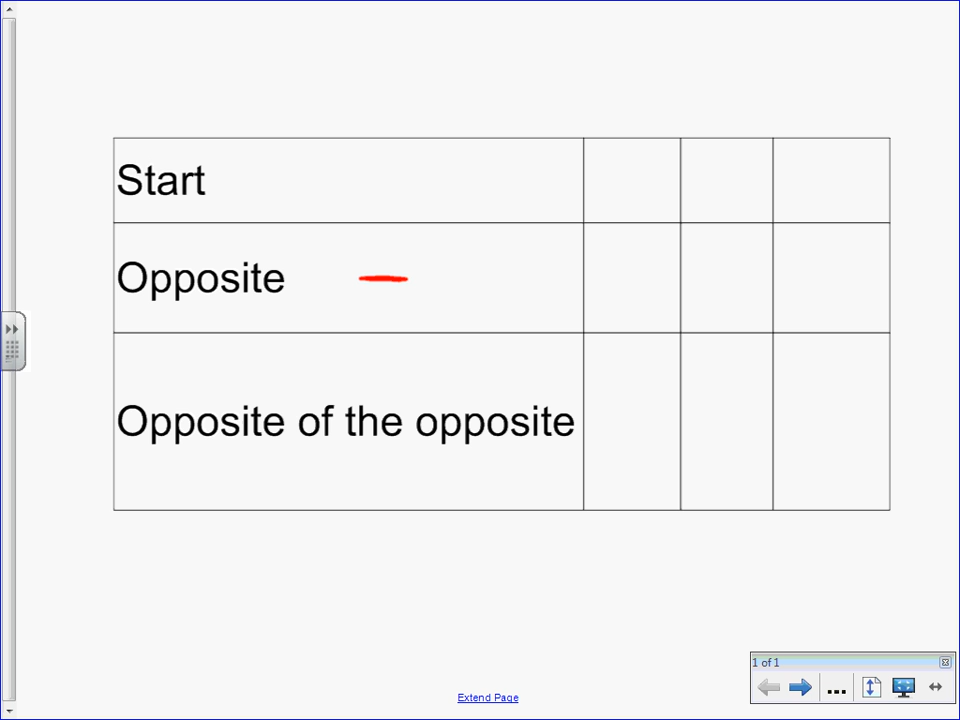 Start
Opposite —
Opposite of the opposite
1 of 1
...
Extend Page